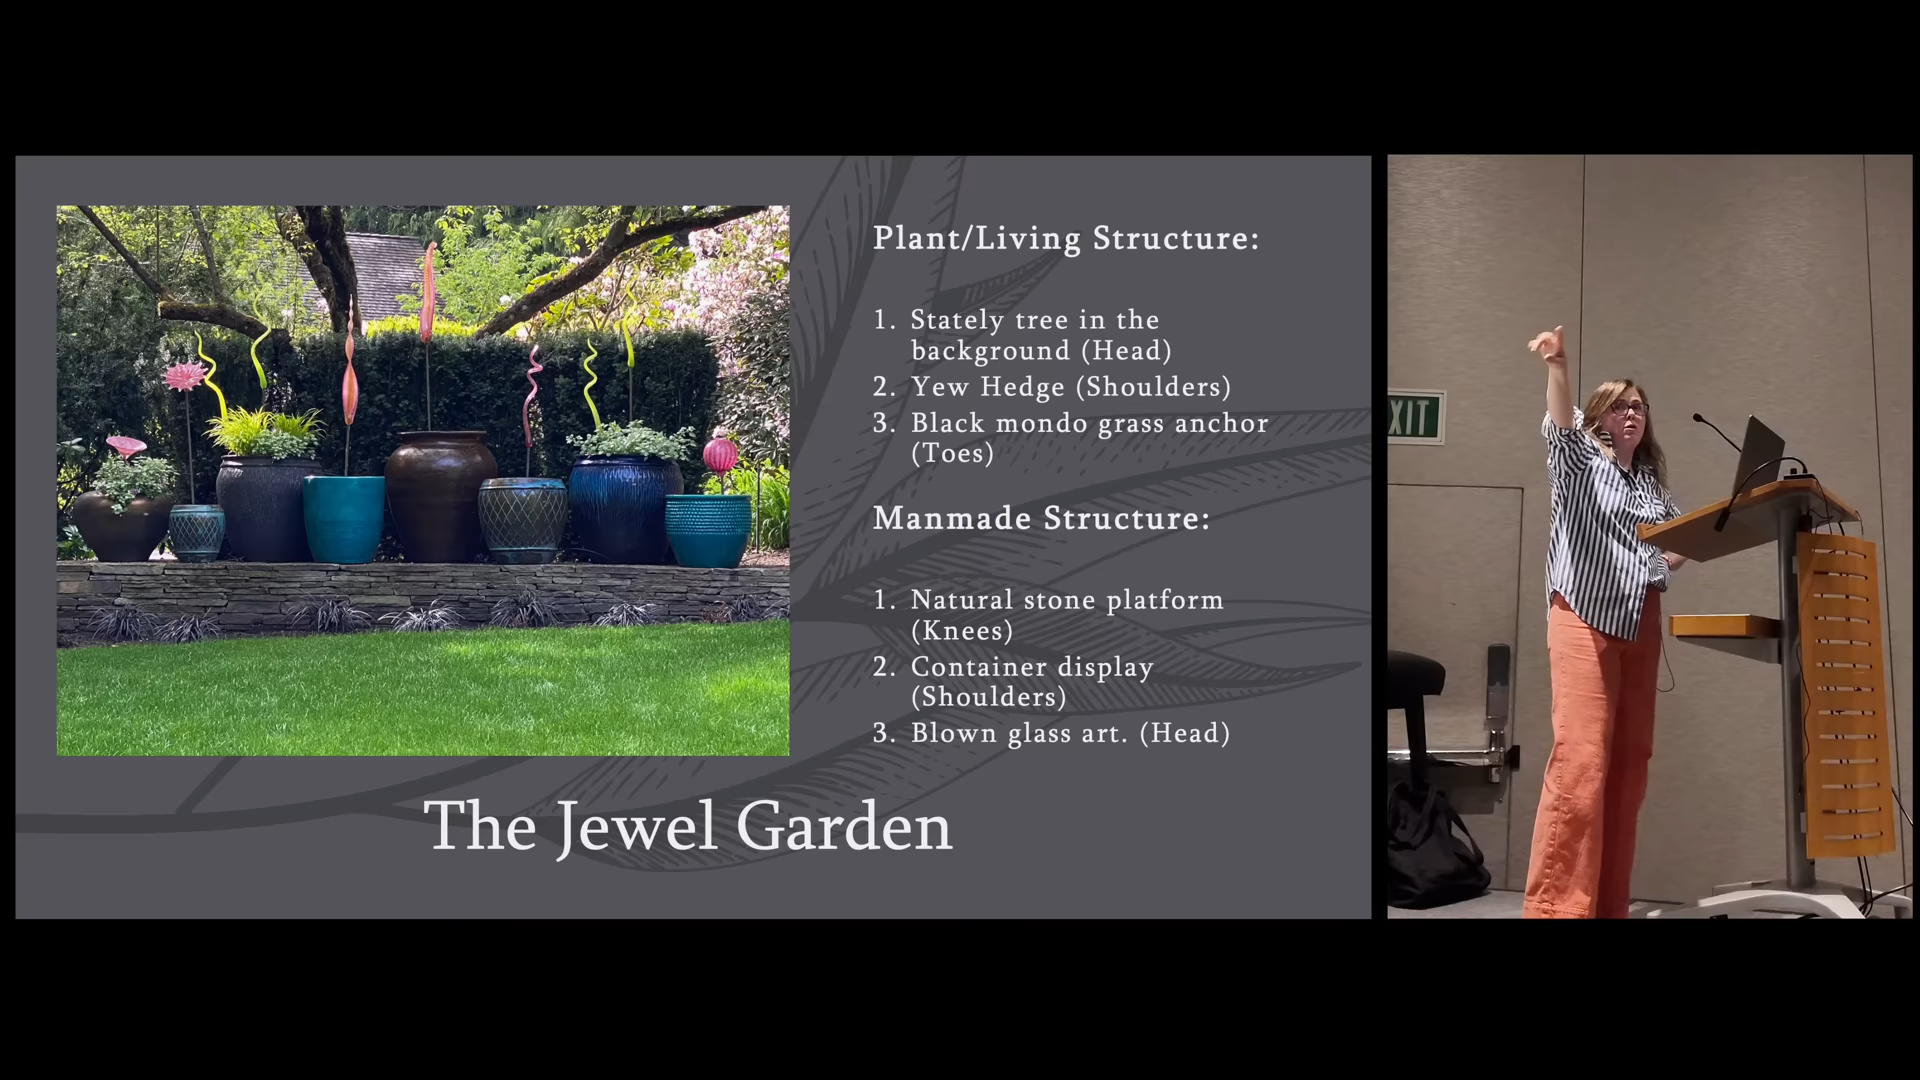 Plant/Living Structure:
1. Stately tree in the
background (Head)
2. Yew Hedge (Shoulders)
3. Black mondo grass anchor
(Toes)
Manmade Structure:
1. Natural stone platform
(Knees)
2. Container display
(Shoulders)
3. Blown glass art. (Head)
The Jewel Garden
XIT